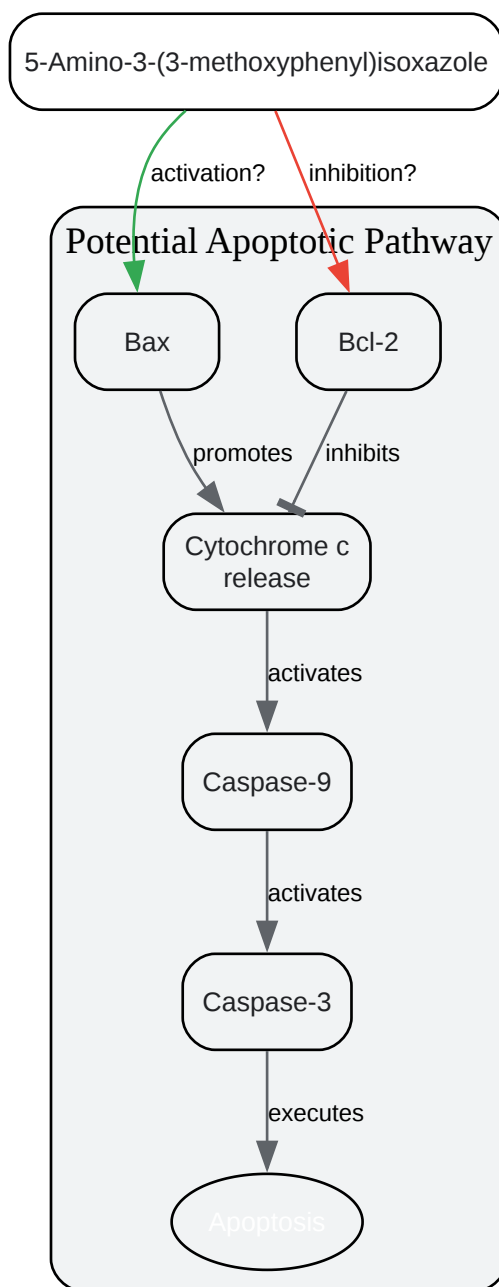 5-Amino-3-(3-methoxyphenyl)isoxazole
activation?
inhibition?
Potential Apoptotic Pathway
Bax
Bcl-2
promotes
inhibits
Cytochrome c
release
activates
Caspase-9
activates
Caspase-3
executes
Apoptosis